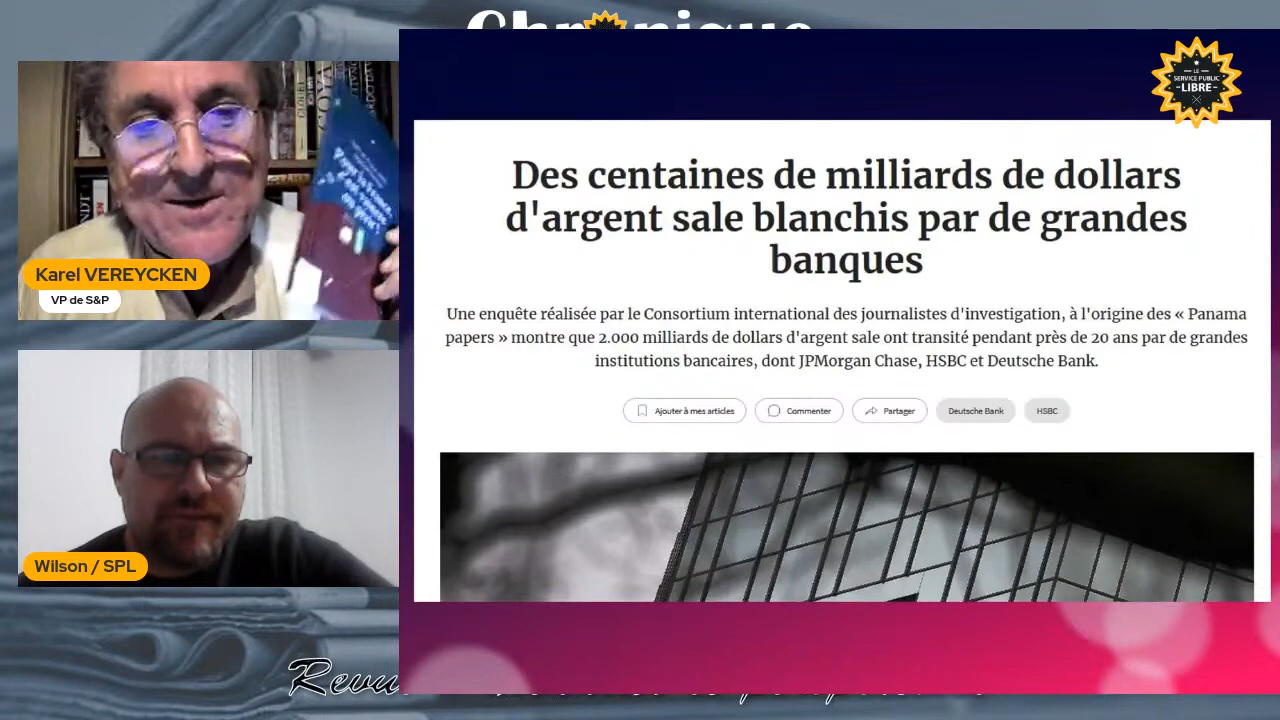 Chronique
LE
SERVICE PUBLIC
-LIBRE-
Karel VEREYCKEN
VP de S&P
Wilson / SPL
Des centaines de milliards de dollars
d'argent sale blanchis par de grandes
banques
Une enquête réalisée par le Consortium international des journalistes d'investigation, à l'origine des « Panama
papers » montre que 2.000 milliards de dollars d'argent sale ont transité pendant près de 20 ans par de grandes
institutions bancaires, dont JPMorgan Chase, HSBC et Deutsche Bank.
Ajouter à mes articles
Commenter
Partager
Deutsche Bank
HSBC
GOYA